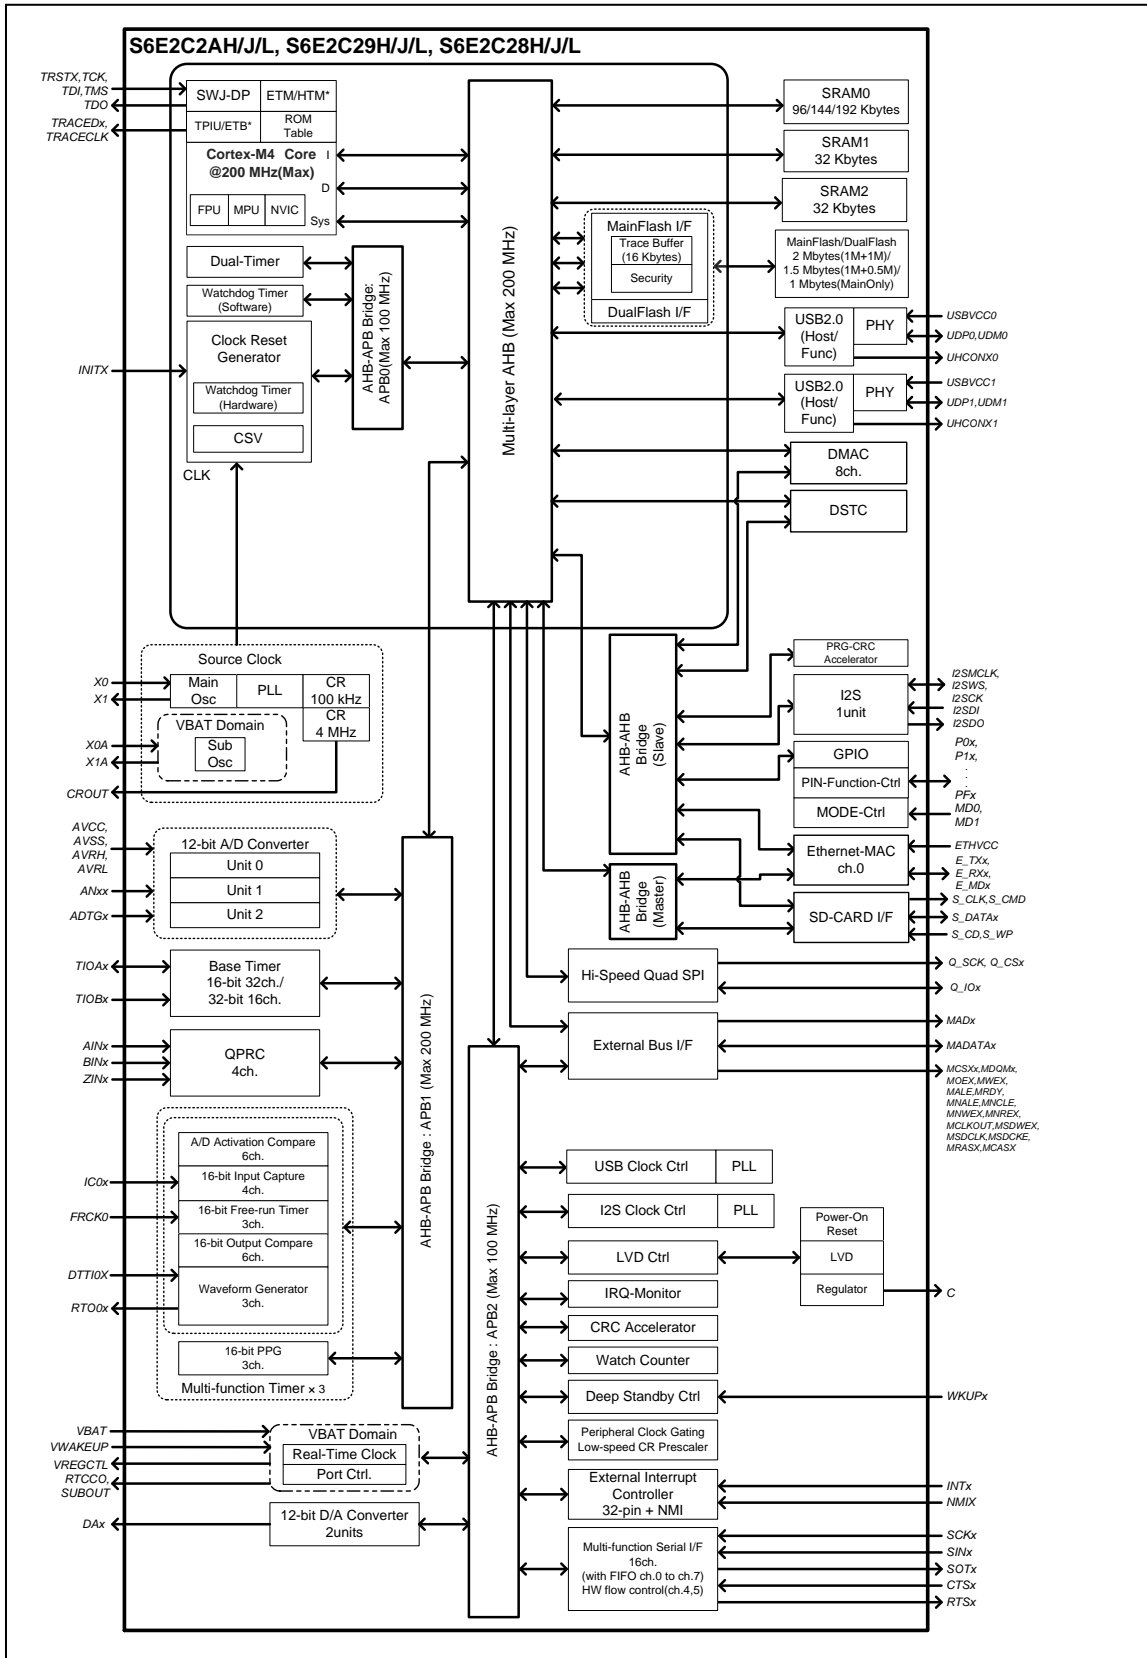 S6E2C2AH/J/L, S6E2C29H/J/L, S6E2C28H/J/L
TRSTX,TCK,
TDI,TMS
TDO
TRACEDx,
TRACECLK
SWJ-DP
ETM/HTM*
TPIU/ETB*
ROM
Table
Cortex-M4 Core
@200 MHz(Max)
I
D
Sys
FPU
MPU
NVIC
Dual-Timer
Watchdog Timer
(Software)
Clock Reset
Generator
Watchdog Timer
(Hardware)
CSV
CLK
INITX
AHB-APB Bridge:
APB0(Max 100 MHz)
Multi-layer AHB (Max 200 MHz)
MainFlash I/F
Trace Buffer
(16 Kbytes)
Security
DualFlash I/F
SRAM0
96/144/192 Kbytes
SRAM1
32 Kbytes
SRAM2
32 Kbytes
MainFlash/DualFlash
2 Mbytes(1M+1M)/
1.5 Mbytes(1M+0.5M)/
1 Mbytes(MainOnly)
USB2.0
(Host/
Func)
PHY
USBVCC0
UDP0,UDM0
UHCONX0
USB2.0
(Host/
Func)
PHY
USBVCC1
UDP1,UDM1
UHCONX1
DMAC
8ch.
DSTC
Source Clock
X0
X1
Main
Osc
PLL
CR
100 kHz
CR
4 MHz
VBAT Domain
Sub
Osc
X0A
X1A
CROUT
AHB-AHB
Bridge
(Slave)
AHB-AHB
Bridge
(Master)
PRG-CRC
Accelerator
I2S
1unit
I2SMCLK,
I2SWS,
I2SCK
I2SDI
I2SDO
GPIO
PIN-Function-Ctrl
MODE-Ctrl
P0x,
P1x,
.
.
.
PFx
MD0,
MD1
Ethernet-MAC
ch.0
ETHVCC
E_TXx,
E_RXx,
E_MDx
SD-CARD I/F
S_CLK,S_CMD
S_DATAx
S_CD,S_WP
Hi-Speed Quad SPI
Q_SCK, Q_CSx
Q_IOx
External Bus I/F
MADx
MADATAx
MCSXx,MDQMx,
MOEX,MWEX,
MALE,MRDY,
MNALE,MNCLE,
MNWEX,MNREX,
MCLKOUT,MSDWEX,
MSDCLK,MSDCKE,
MRASX,MCASX
AVCC,
AVSS,
AVRH,
AVRL
ANxx
ADTGx
12-bit A/D Converter
Unit 0
Unit 1
Unit 2
TIOAx
TIOBx
Base Timer
16-bit 32ch./
32-bit 16ch.
AINx
BINx
ZINx
QPRC
4ch.
AHB-APB Bridge : APB1 (Max 200 MHz)
A/D Activation Compare
6ch.
16-bit Input Capture
4ch.
16-bit Free-run Timer
3ch.
16-bit Output Compare
6ch.
Waveform Generator
3ch.
16-bit PPG
3ch.
Multi-function Timer × 3
IC0x
FRCK0
DTTI0X
RTO0x
AHB-APB Bridge : APB2 (Max 100 MHz)
USB Clock Ctrl
PLL
I2S Clock Ctrl
PLL
LVD Ctrl
Power-On
Reset
LVD
Regulator
C
IRQ-Monitor
CRC Accelerator
Watch Counter
Deep Standby Ctrl
WKUPx
Peripheral Clock Gating
Low-speed CR Prescaler
External Interrupt
Controller
32-pin + NMI
INTx
NMIX
Multi-function Serial I/F
16ch.
(with FIFO ch.0 to ch.7)
HW flow control(ch.4,5)
SCKx
SINx
SOTx
CTSx
RTSx
VBAT
VWAKEUP
VREGCTL
RTCCO,
SUBOUT
VBAT Domain
Real-Time Clock
Port Ctrl.
DAx
12-bit D/A Converter
2units